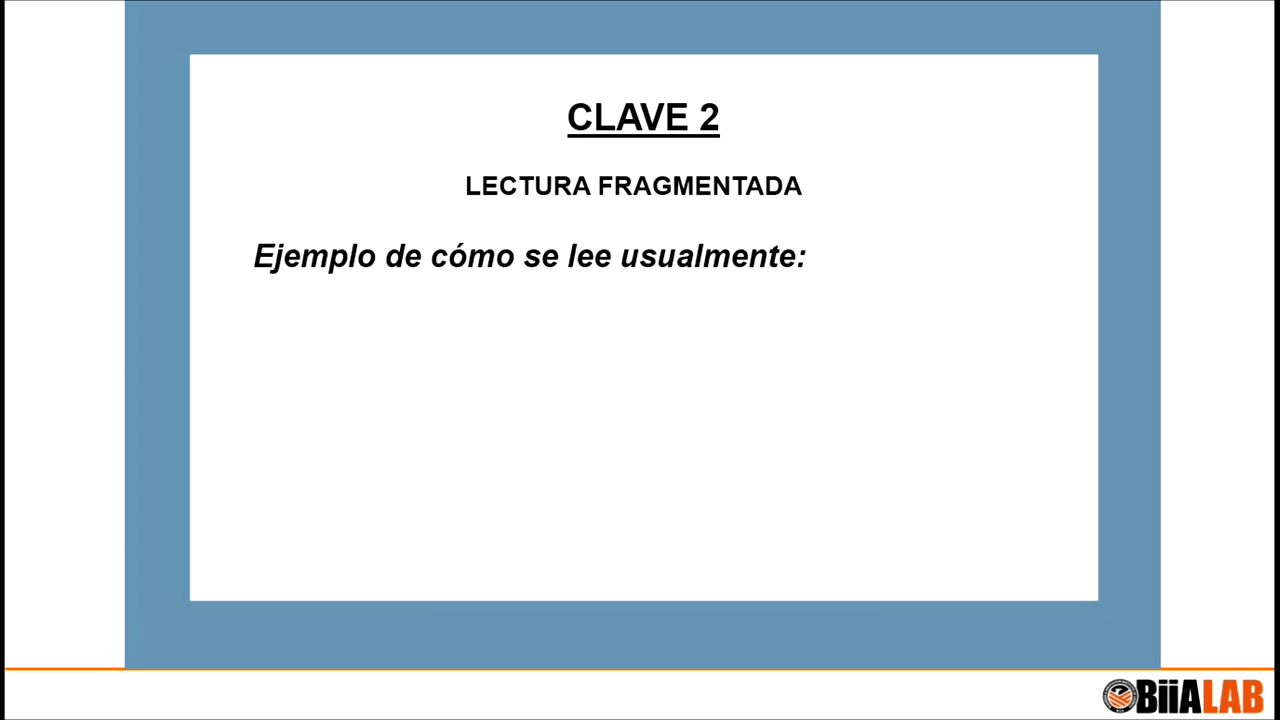 CLAVE 2
LECTURA FRAGMENTADA
Ejemplo de cómo se lee usualmente:
BiiALAB